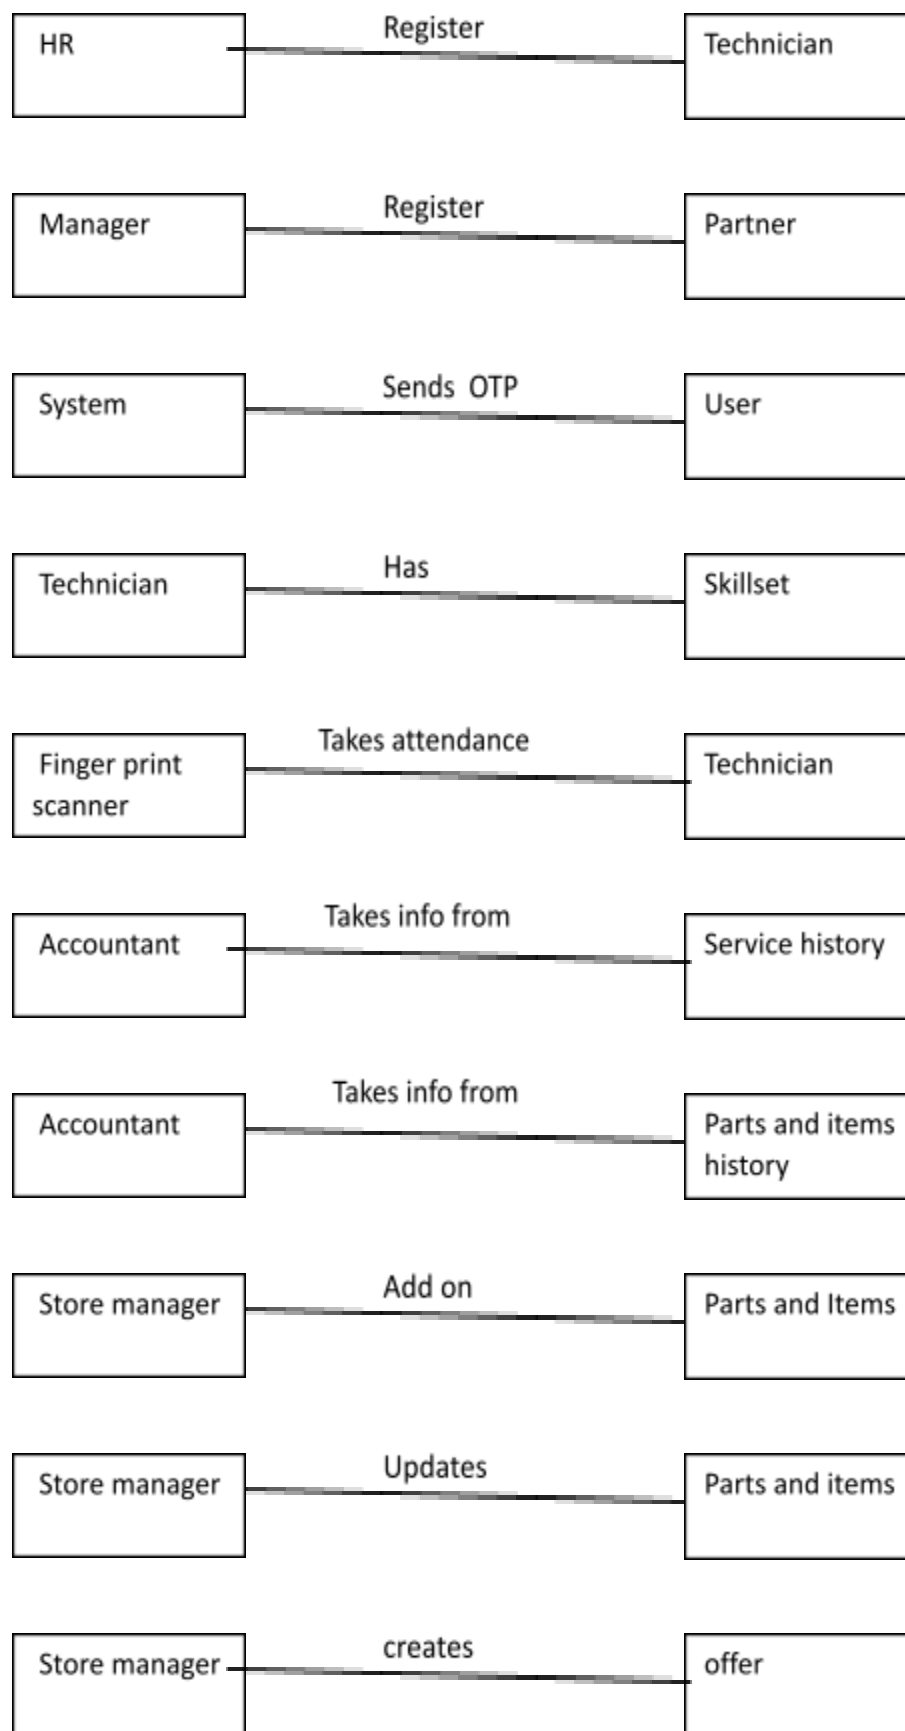 HR Register Technician
Manager Register Partner
System Sends OTP User
Technician Has Skillset
Finger print
scanner
Takes attendance
Technician
Accountant Takes info from Service history
Accountant Takes info from Parts and items
history
Store manager Add on Parts and Items
Store manager Updates Parts and items
Store manager creates offer